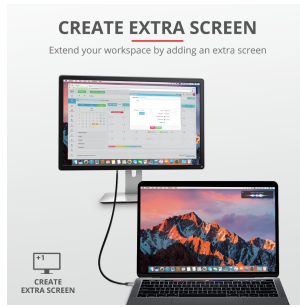 CREATE EXTRA SCREEN
Extend your workspace by adding an extra screen
+1
CREATE
EXTRA SCREEN